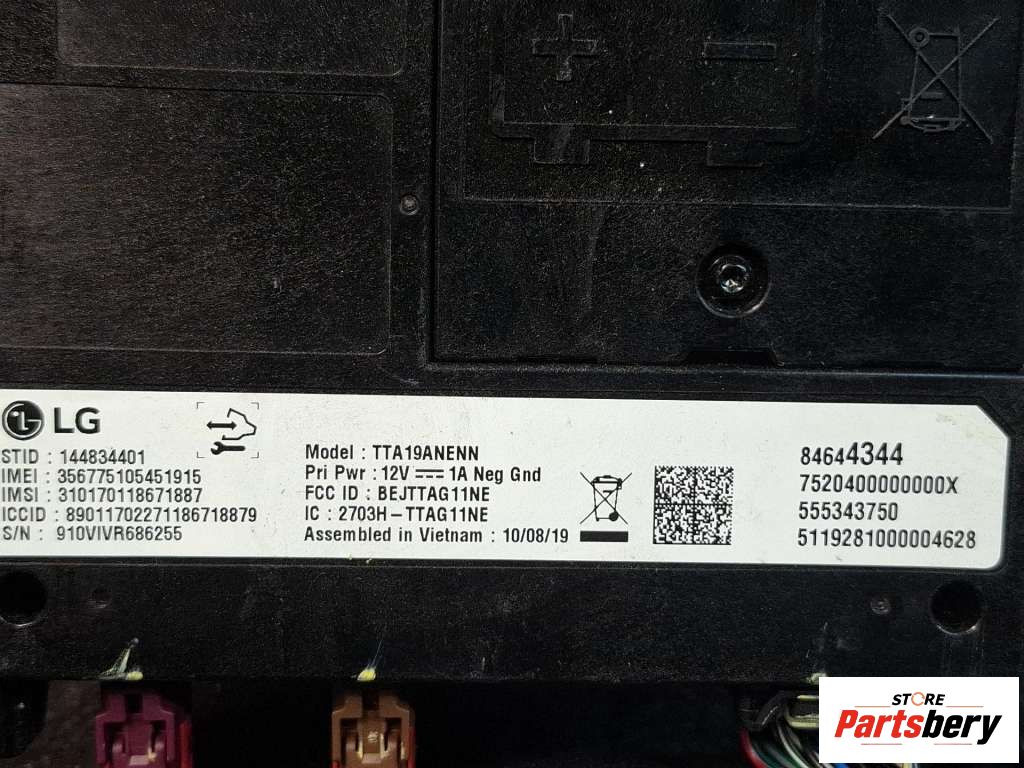 LG
STID : 144834401
IMEI : 356775105451915
IMSI : 310170118671887
ICCID : 89011702271186718879
S/N : 910VIVR686255
Model : TTA19ANENN
Pri Pwr : 12V 1A Neg Gnd
FCC ID : BEJTTAG11NE
IC : 2703H-TTAG11NE
Assembled in Vietnam : 10/08/19
84644344
7520400000000X
555343750
5119281000004628
STORE
Partsbery